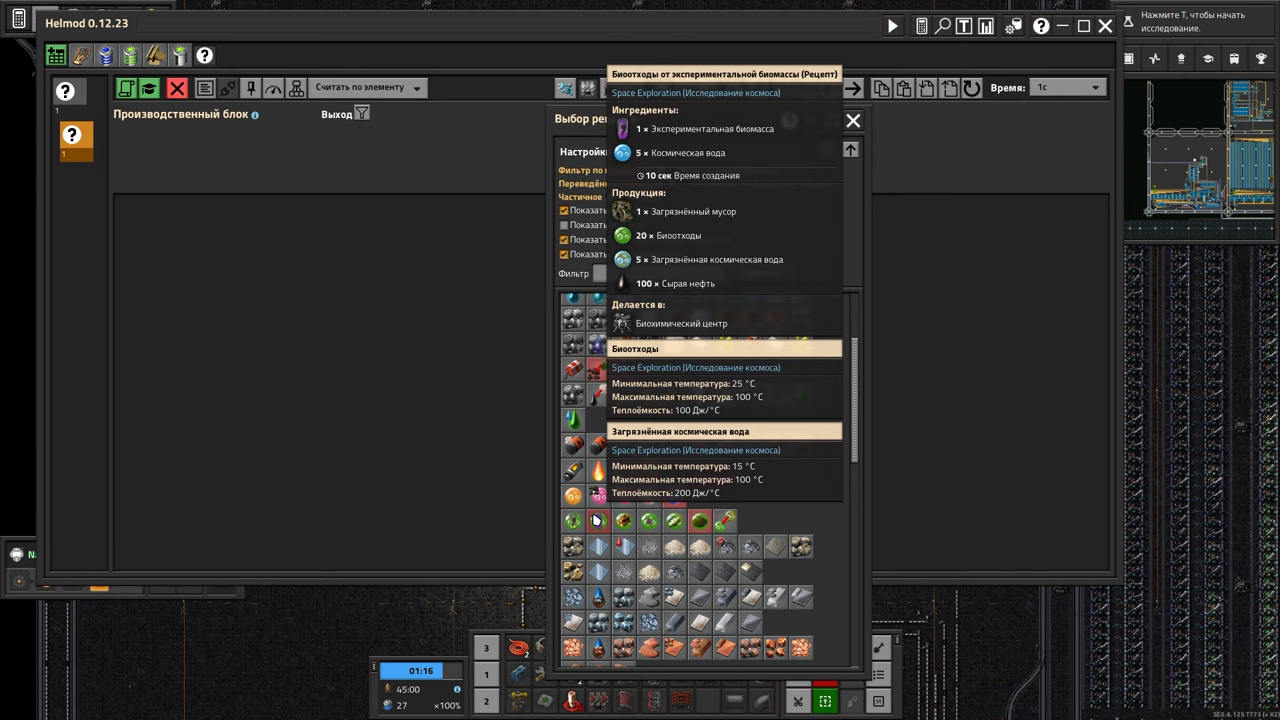 Helmod 0.12.23
Нажмите T, чтобы начать
исследование.
Биоотходы от экспериментальной биомассы (Рецепт)
Space Exploration (Исследование космоса)
Ингредиенты:
1 × Экспериментальная биомасса
5 × Космическая вода
10 сек Время создания
Продукция:
1 × Загрязнённый мусор
20 × Биоотходы
5 × Загрязнённая космическая вода
100 × Сырая нефть
Делается в:
Биохимический центр
Биоотходы
Space Exploration (Исследование космоса)
Минимальная температура: 25 °C
Максимальная температура: 100 °C
Теплоёмкость: 100 Дж/°C
Загрязнённая космическая вода
Space Exploration (Исследование космоса)
Минимальная температура: 15 °C
Максимальная температура: 100 °C
Теплоёмкость: 200 Дж/°C
1
1
Считать по элементу
Время:
1с
Производственный блок
Выход
Выбор ре
Настройк
Фильтр по
Переведён
Частичное
Показать
Показать
Показать
Показать
Фильтр
3
2
1
2
2
01:16
45:00
27 ×100%